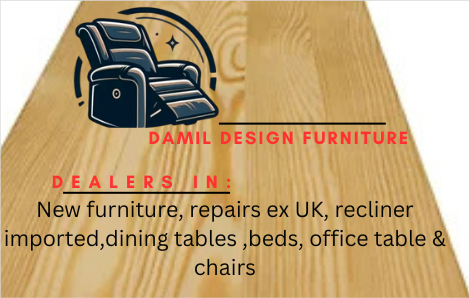 DAMIL DESIGN FURNITURE
DEALERS IN:
New furniture, repairs ex UK, recliner
imported,dining tables ,beds, office table &
chairs